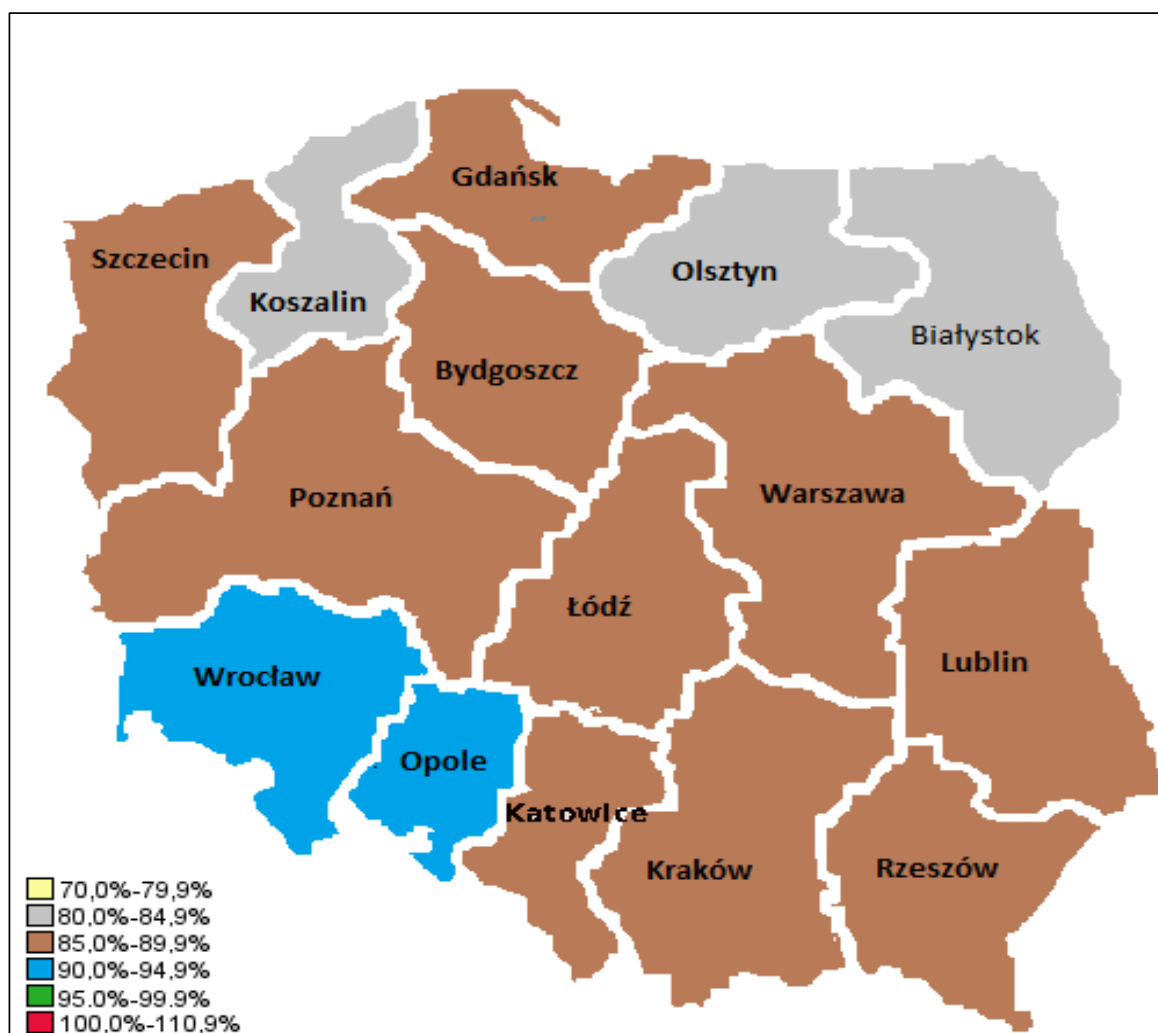 Gdańsk
Szczecin
Olsztyn
Koszalin
Białystok
Bydgoszcz
Poznań
Warszawa
Łódź
Lublin
Wrocław
Opole
Katowice
Kraków
Rzeszów
70,0%-79,9%
80,0%-84,9%
85,0%-89,9%
90,0%-94,9%
95.0%-99.9%
100,0%-110,9%